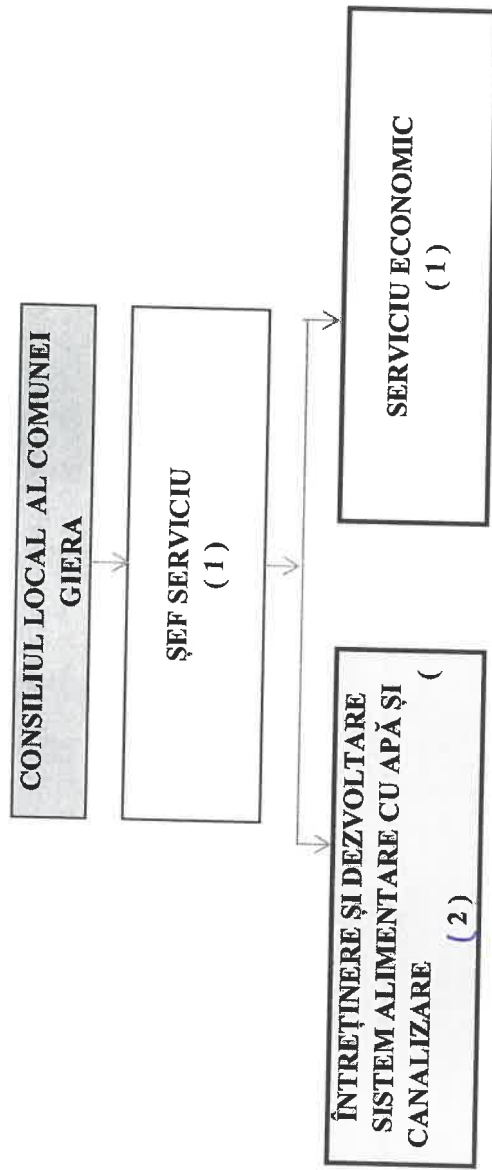 CONSILIUL LOCAL AL COMUNEI
GIERA
ȘEF SERVICIU
( 1 )
ÎNTREȚINERE ȘI DEZVOLTARE
SISTEM ALIMENTARE CU APĂ ȘI
CANALIZARE (
( 2 )
SERVICIU ECONOMIC
( 1 )